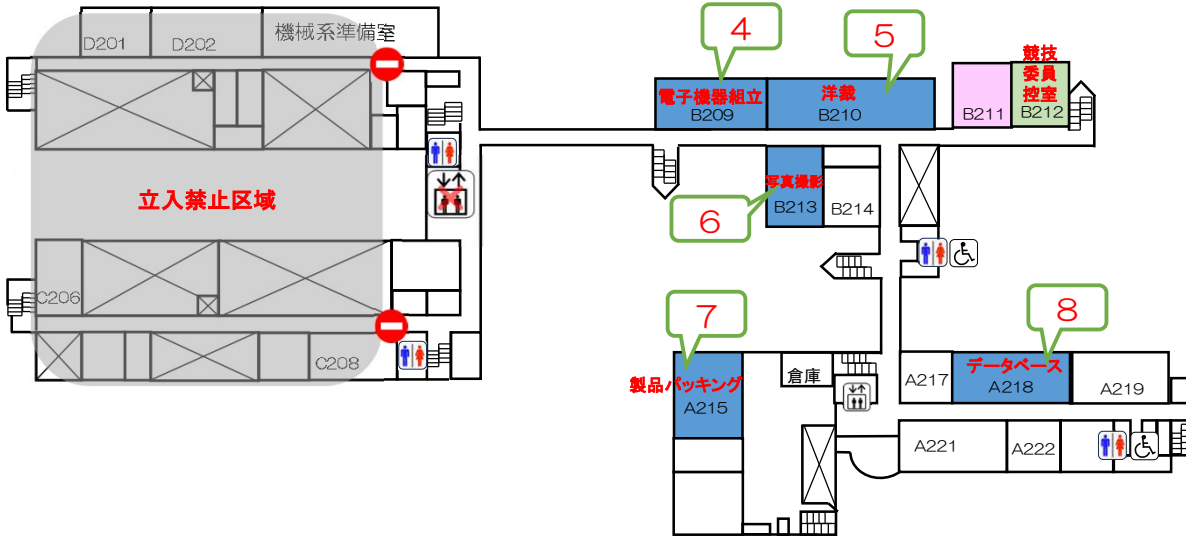 機械系準備室
D201
D202
4
5
競技
委員
控室
電子機器組立
B209
洋裁
B210
B211
B212
立入禁止区域
写真撮影
B213
B214
6
C206
7
8
C208
製品パッキング
A215
倉庫
A217
データベース
A218
A219
A221
A222